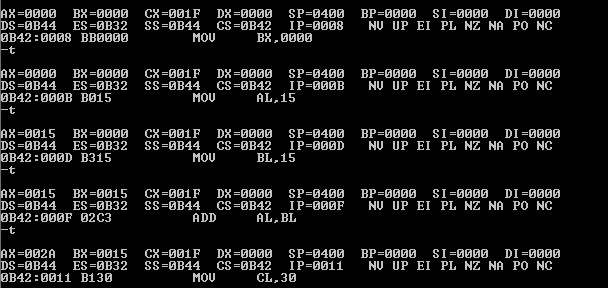 AX=0000 BX=0000 CX=001F DX=0000 SP=0400 BP=0000 SI=0000 DI=0000
DS=0B44 ES=0B32 SS=0B44 CS=0B42 IP=0008 NV UP EI PL NZ NA PO NC
0B42:0008 BB0000 MOV BX,0000
-t
AX=0000 BX=0000 CX=001F DX=0000 SP=0400 BP=0000 SI=0000 DI=0000
DS=0B44 ES=0B32 SS=0B44 CS=0B42 IP=000B NV UP EI PL NZ NA PO NC
0B42:000B B015 MOV AL,15
-t
AX=0015 BX=0000 CX=001F DX=0000 SP=0400 BP=0000 SI=0000 DI=0000
DS=0B44 ES=0B32 SS=0B44 CS=0B42 IP=000D NV UP EI PL NZ NA PO NC
0B42:000D B315 MOV BL,15
-t
AX=0015 BX=0015 CX=001F DX=0000 SP=0400 BP=0000 SI=0000 DI=0000
DS=0B44 ES=0B32 SS=0B44 CS=0B42 IP=000F NV UP EI PL NZ NA PO NC
0B42:000F 02C3 ADD AL,BL
-t
AX=002A BX=0015 CX=001F DX=0000 SP=0400 BP=0000 SI=0000 DI=0000
DS=0B44 ES=0B32 SS=0B44 CS=0B42 IP=0011 NV UP EI PL NZ NA PO NC
0B42:0011 B130 MOV CL,30